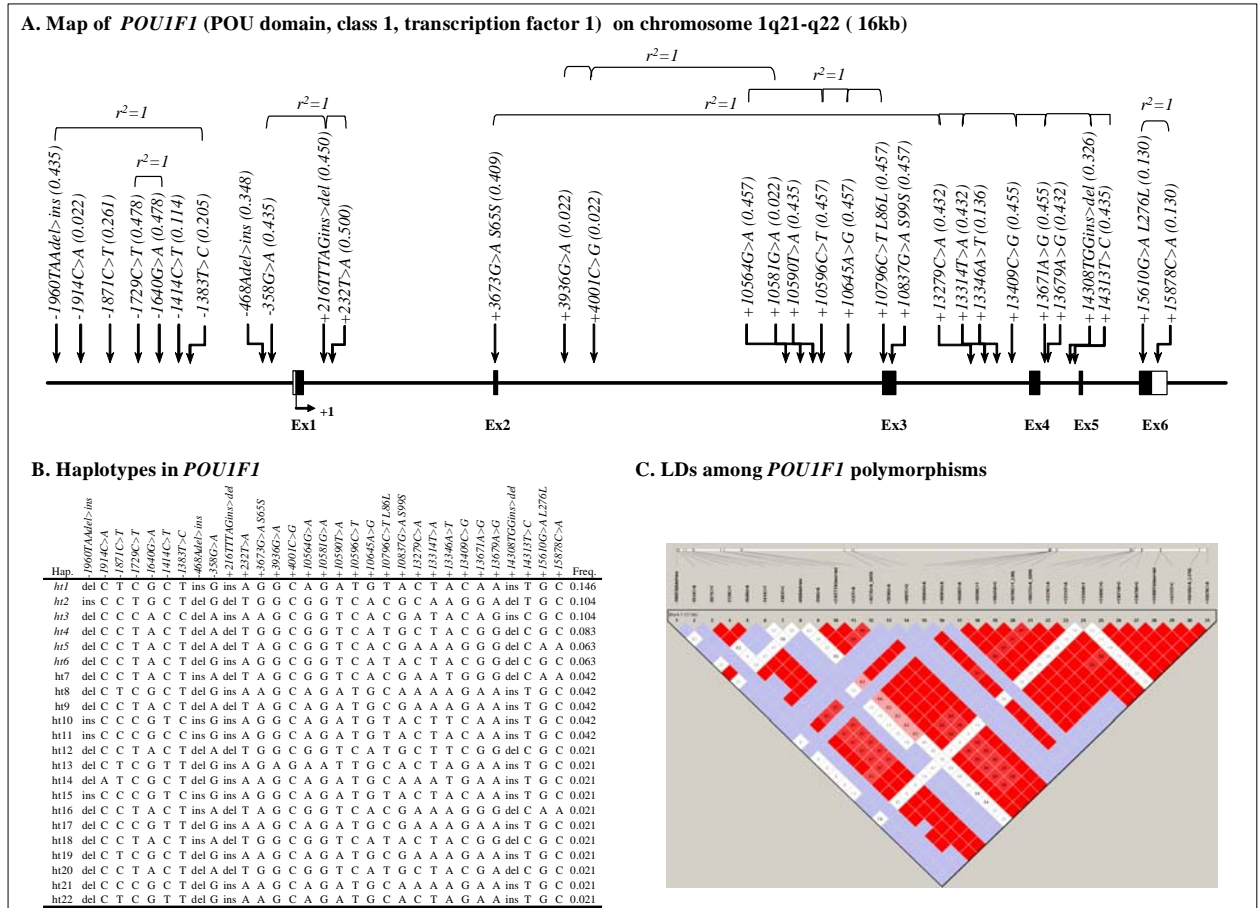 A. Map of POU1F1 (POU domain, class 1, transcription factor 1) on chromosome 1q21-q22 ( 16kb)
r²=1
r²=1
r²=1
r²=1
r²=1
r²=1
r²=1
-1960TAAdel>ins (0.435)
-1914C>A (0.022)
-1871C>T (0.261)
-1729C>T (0.478)
-1640G>A (0.478)
-1414C>T (0.114)
-1383T>C (0.205)
-468Adel>ins (0.348)
-358G>A (0.435)
+216TTTAGins>del (0.450)
+232T>A (0.500)
+3673G>A S65S (0.409)
+3936G>A (0.022)
+4001C>G (0.022)
+10564G>A (0.457)
+10581G>A (0.022)
+10590T>A (0.435)
+10596C>T (0.457)
+10645A>G (0.457)
+10796C>T L86L (0.457)
+10837G>A S99S (0.457)
+13279C>A (0.432)
+13314T>A (0.432)
+13346A>T (0.136)
+13409C>G (0.455)
+13671A>G (0.455)
+13679A>G (0.432)
+14308TGGins>del (0.326)
+14313T>C (0.435)
+15610G>A L276L (0.130)
+15878C>A (0.130)
+1
Ex1 Ex2 Ex3 Ex4 Ex5 Ex6
B. Haplotypes in POU1F1
Hap. -1960TAAdel>ins -1914C>A -1871C>T -1729C>T -1640G>A -1414C>T -1383T>C -468Adel>ins -358G>A +216TTTAGins>del +232T>A +3673G>A S65S +3936G>A +4001C>G +10564G>A +10581G>A +10590T>A +10596C>T +10645A>G +10796C>T L86L +10837G>A S99S +13279C>A +13314T>A +13346A>T +13409C>G +13671A>G +13679A>G +14308TGGins>del +14313T>C +15610G>A L276L +15878C>A Freq.
ht1 del C T C G C T ins G ins A G G C A G A T G T A C T A C A A ins T G C 0.146
ht2 ins C C T G C T del G ins A G G C G G T C A C G C A A G G A del C G C 0.104
ht3 del C C C A C C del A ins A A G C G G T C A C G A T A C A G ins C G C 0.104
ht4 del C C T A C T del A del T G G C G G T C A T G C T A C G G del C G C 0.083
ht5 del C C T A C T del A del T G G C G G T C A C G A A A G G G del C A A 0.063
ht6 del C C T A C T del G ins A G G C G G T C A T A C T A C G G del C G C 0.063
ht7 del C C T A C T ins A del T G G C G G T C A C G A A T G G G del C A A 0.042
ht8 del C T C G C T del G ins A A G C A G A T G C A A A A G A A ins T G C 0.042
ht9 del C C T A C T del A ins A G G C A G A T G C G A A A G A A ins T G C 0.042
ht10 ins C C C G T C ins G ins A G G C A G A T G T A C T T C A A ins T G C 0.042
ht11 ins C C C G C C ins G ins A G G C A G A T G T A C T A C A A ins T G C 0.042
ht12 del C C T A C T del A del T G G C G G T C A T G C T T C G G del C G C 0.021
ht13 del C T C G T C del G ins A G A G A A T T G C A C T A C G A ins T G C 0.021
ht14 del A T C G C T del G ins A G G C A G A T G C A A A T G A A ins T G C 0.021
ht15 ins C C C G T C ins G ins A A G C A G A T G T A C T A C A A ins T G C 0.021
ht16 del C C T A C T ins A del T A G C G G T C A C G A A A G G G del C A A 0.021
ht17 del C C C G T T del G ins A A G C A G A T G C G A A A G A A ins T G C 0.021
ht18 del C C T A C T ins A del T G G C G G T C A T A C T A C G G del C G C 0.021
ht19 del C T C G C T del G ins A G G C A G A T G C G A A A G A A ins T G C 0.021
ht20 del C C T A C T del A del T G G C G G T C A T G C A A G G G del C G C 0.021
ht21 del C C C G C T del G ins A A G C A G A T G C A A A A G A A ins T G C 0.021
ht22 del C T C G T T del G ins A A G C A G A T G C A C T A G A A ins T G C 0.021
C. LDs among POU1F1 polymorphisms